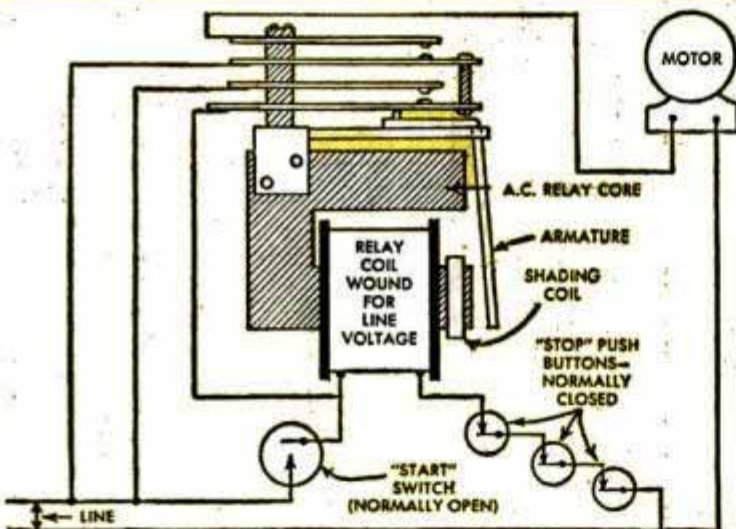 MOTOR
A.C. RELAY CORE
ARMATURE
SHADING
COIL
RELAY
COIL
WOUND
FOR
LINE
VOLTAGE
"STOP" PUSH
BUTTONS—
NORMALLY
CLOSED
"START"
SWITCH
(NORMALLY OPEN)
LINE